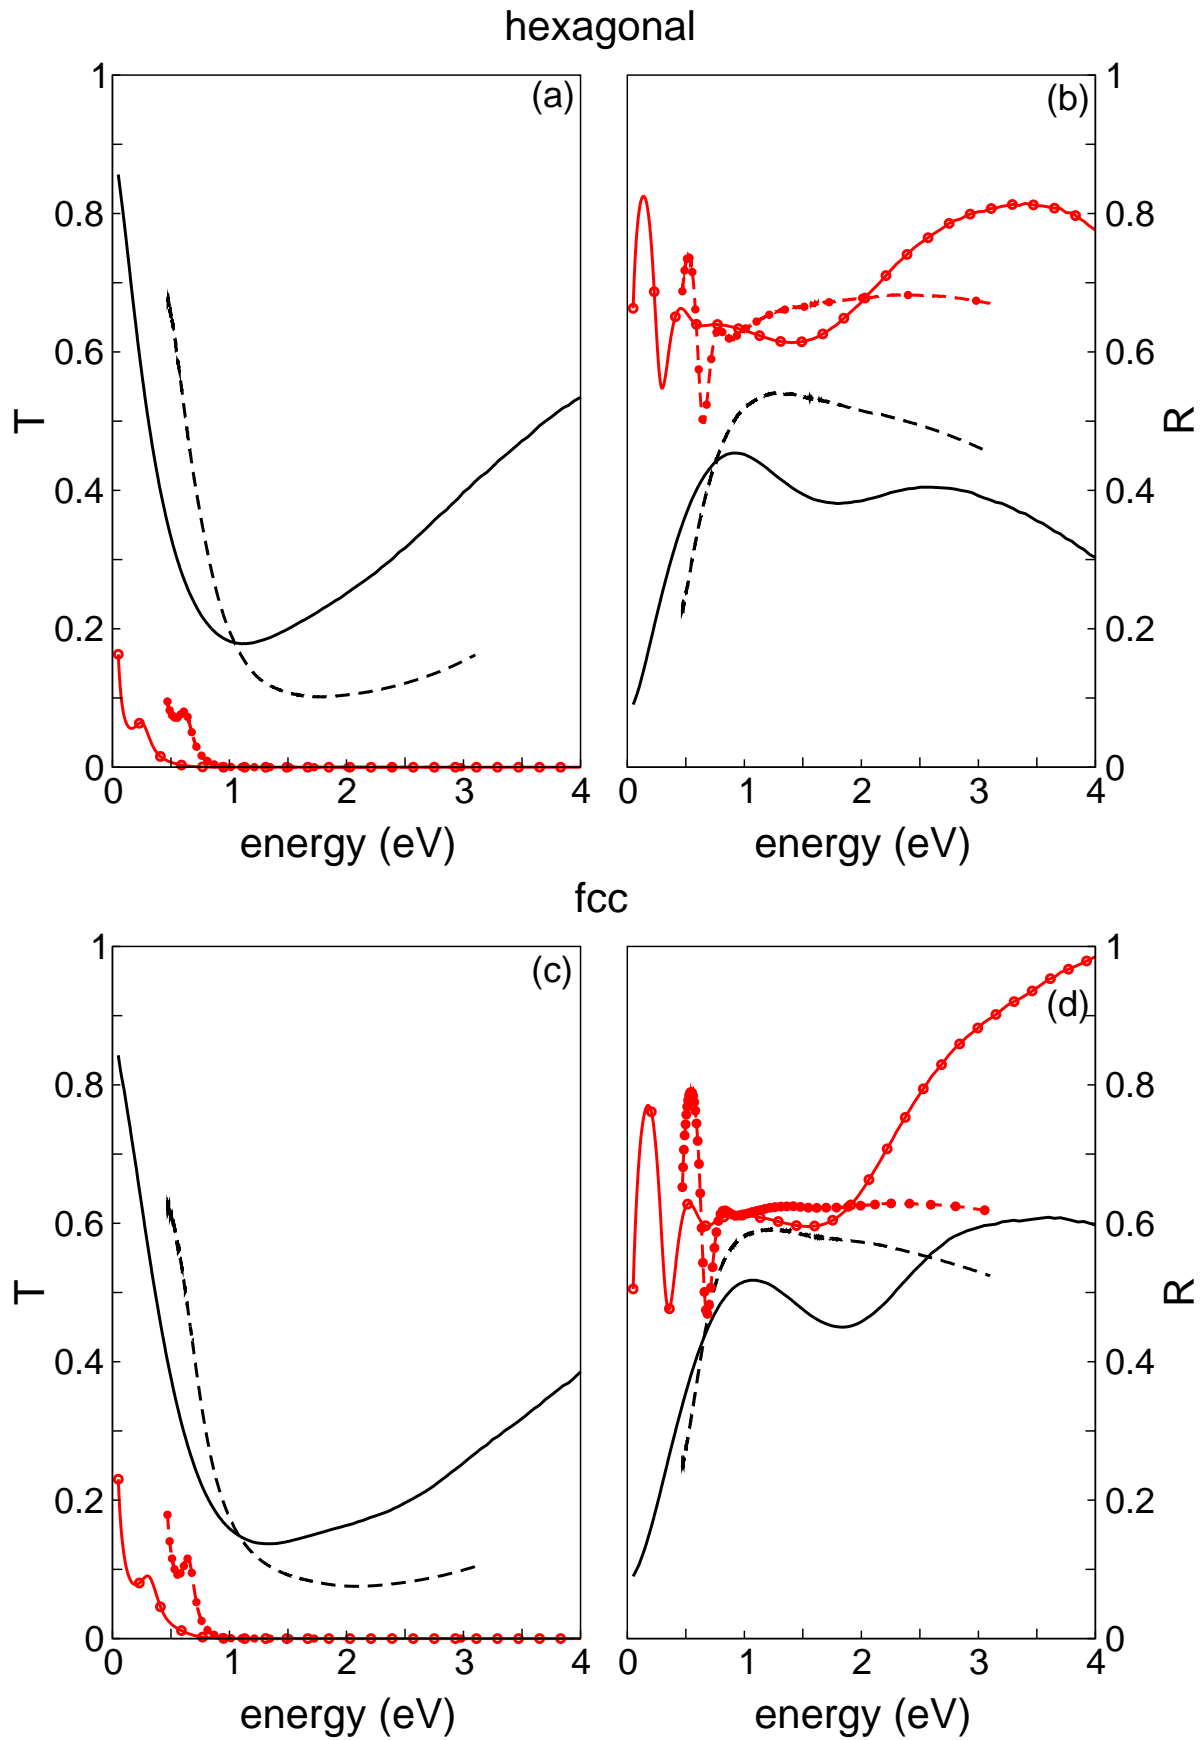 hexagonal
1 (a) (b) 1
0.8 0.8
0.6 0.6
T R
0.4 0.4
0.2 0.2
0 0
0 1 2 3 4 0 1 2 3 4
energy (eV) energy (eV)
fcc
1 (c) (d) 1
0.8 0.8
0.6 0.6
T R
0.4 0.4
0.2 0.2
0 0
0 1 2 3 4 0 1 2 3 4
energy (eV) energy (eV)